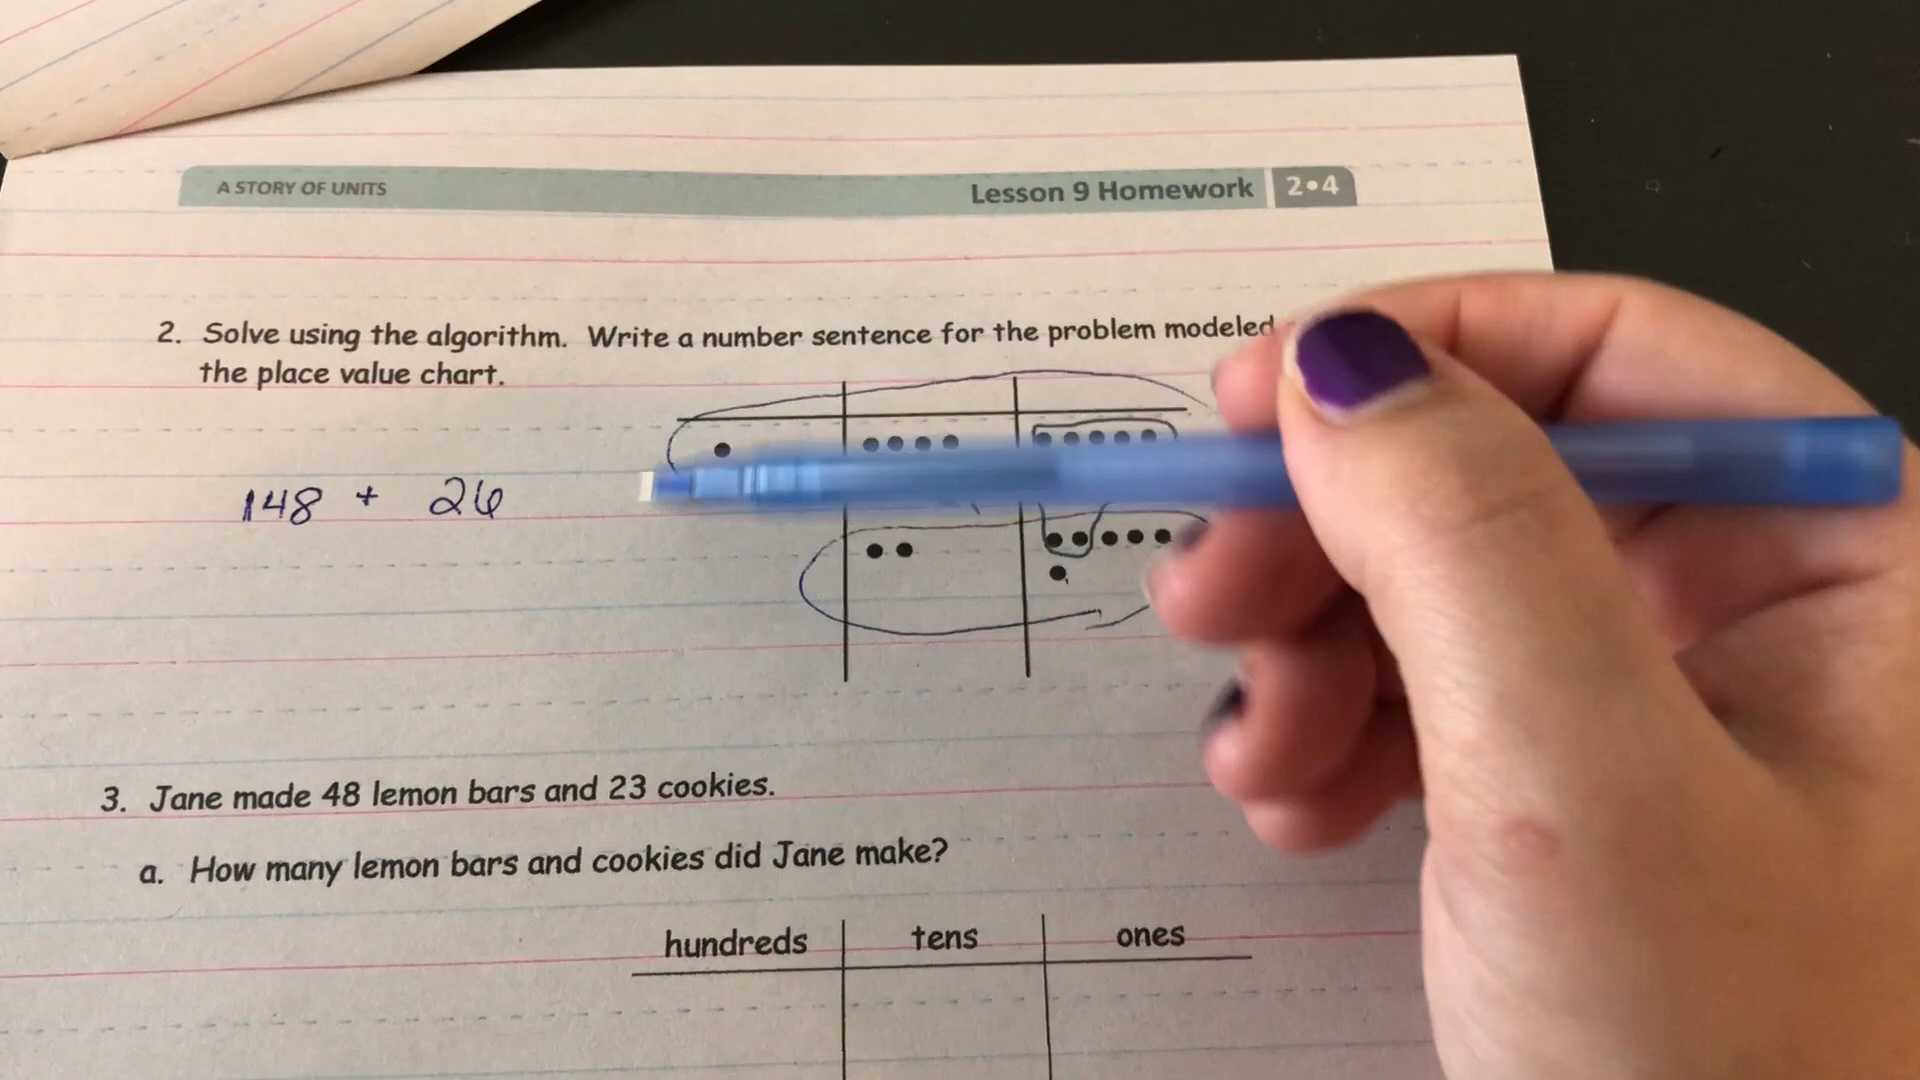 A STORY OF UNITS
Lesson 9 Homework 2•4
2. Solve using the algorithm. Write a number sentence for the problem modeled
the place value chart.
148 + 26
3. Jane made 48 lemon bars and 23 cookies.
a. How many lemon bars and cookies did Jane make?
hundreds tens ones